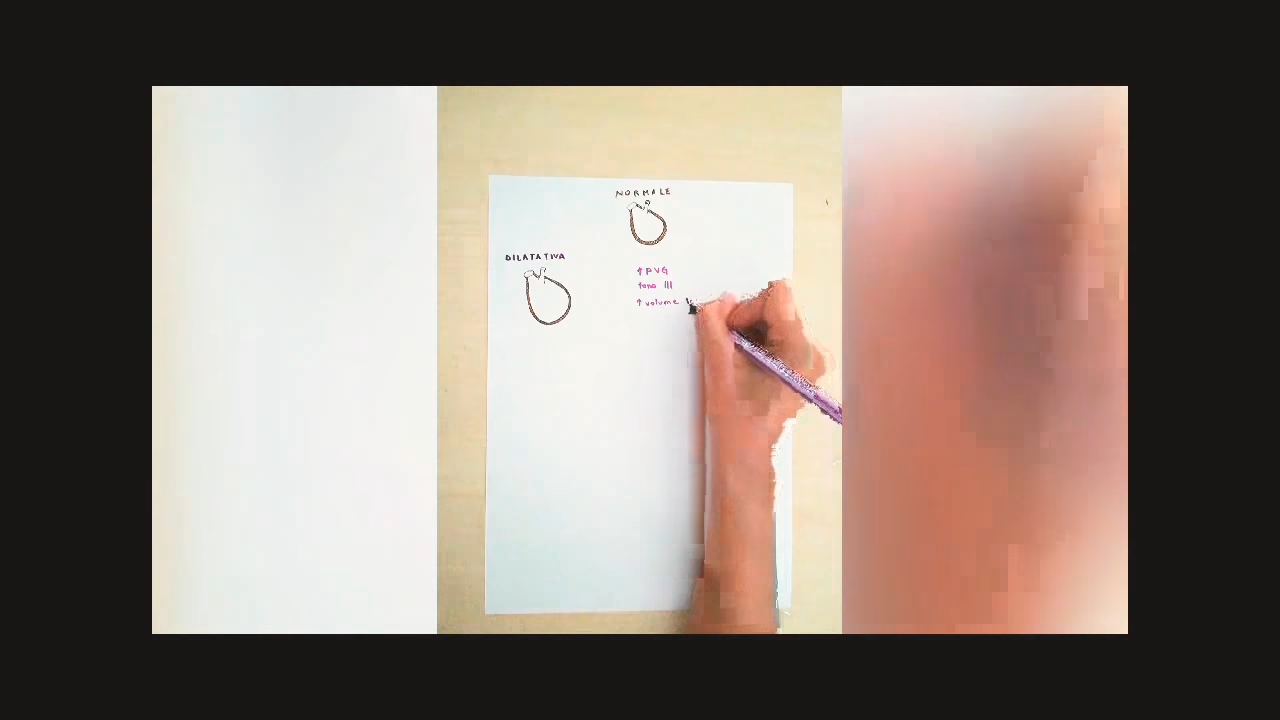 NORMALE
DILATATIVA
↑ PVG
tono III
↑ volume